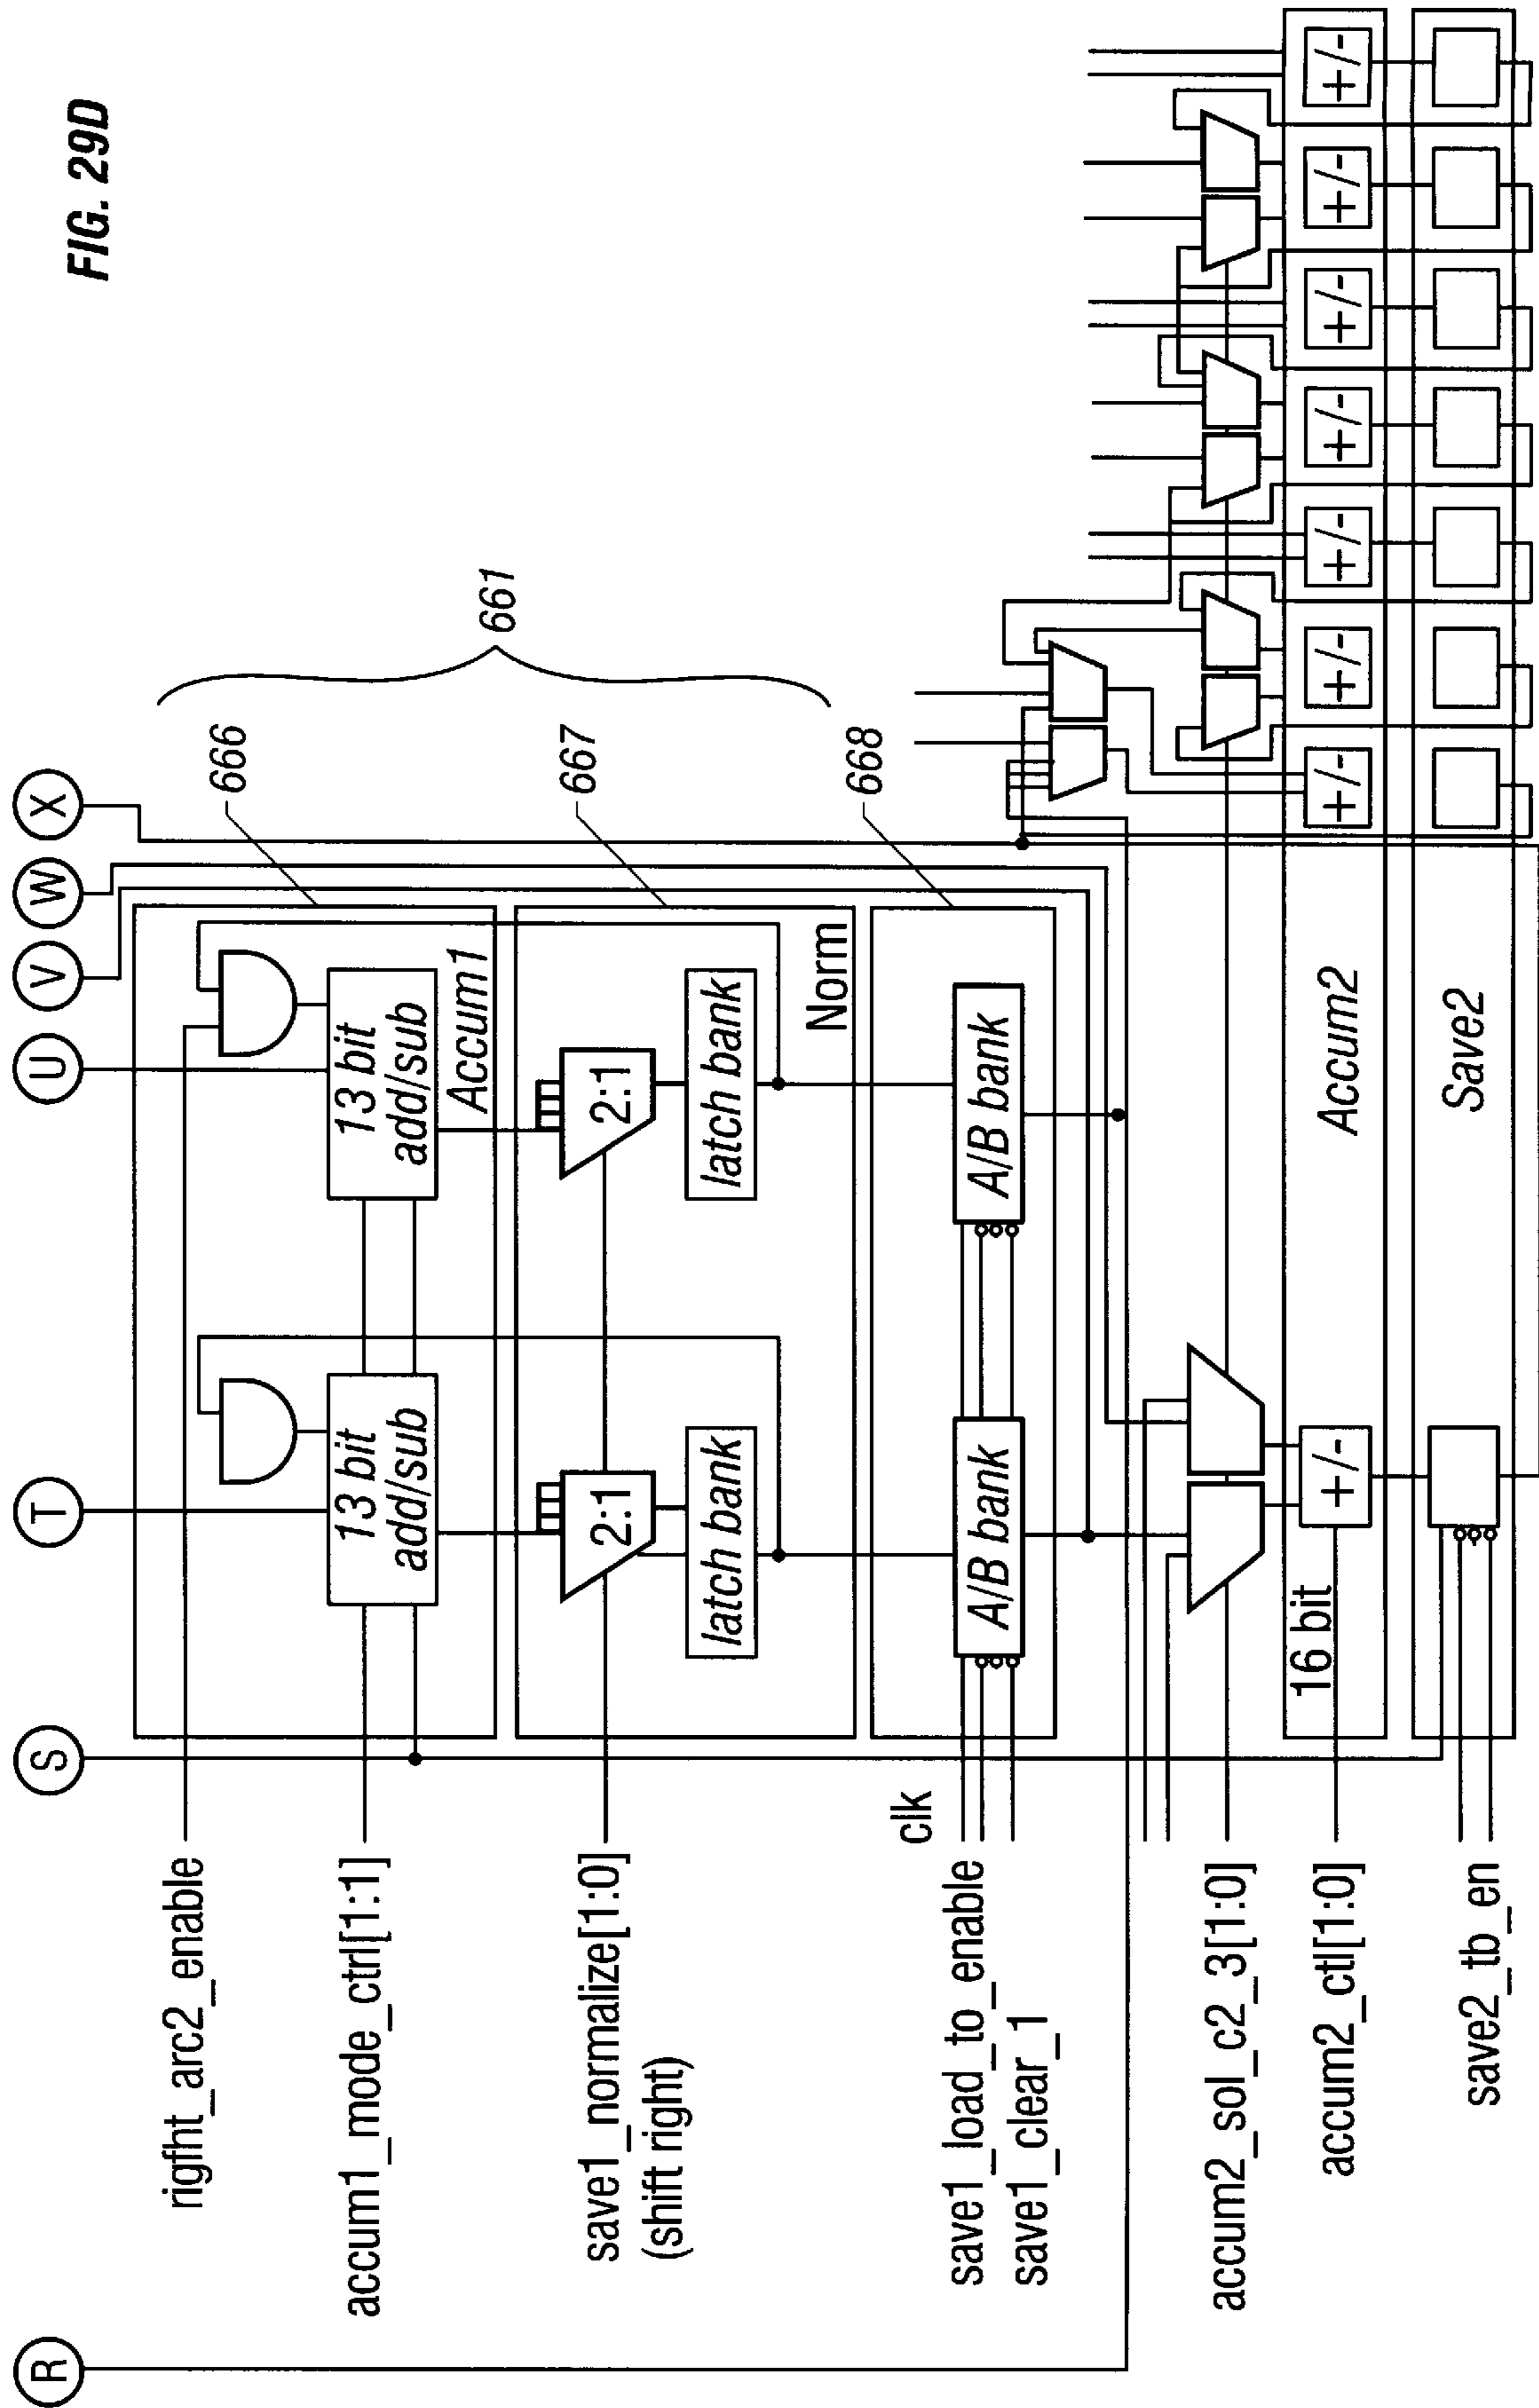 FIG. 29D
R
S
T
U
V
W
X
rigfht_arc2_enable
accum1_mode_ctrl[1:1]
save1_normalize[1:0]
(shift right)
clk
save1_load_to_enable
save1_clear_1
accum2_sol_c2_3[1:0]
accum2_ctl[1:0]
save2_tb_en
13 bit
add/sub
13 bit
add/sub
Accum1
666
2:1
2:1
latch bank
latch bank
Norm
667
661
A/B bank
A/B bank
668
16 bit
+/-
Accum2
+/-
+/-
+/-
+/-
+/-
+/-
+/-
Save2